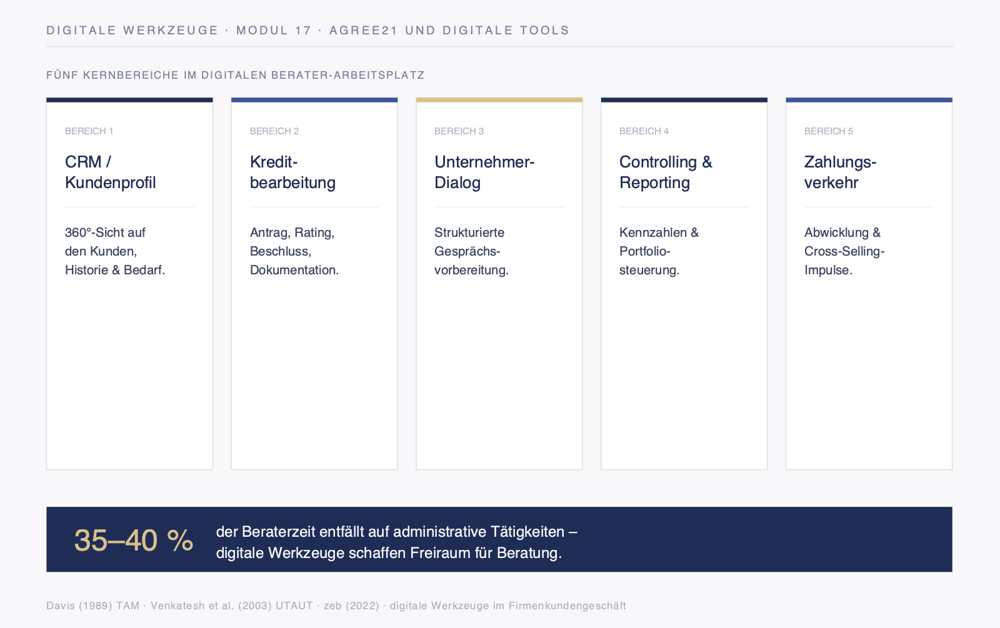 DIGITALE WERKZEUGE · MODUL 17 · AGREE21 UND DIGITALE TOOLS
FÜNF KERNBEREICHE IM DIGITALEN BERATER-ARBEITSPLATZ
BEREICH 1
CRM /
Kundenprofil
360°-Sicht auf
den Kunden,
Historie & Bedarf.
BEREICH 2
Kredit-
bearbeitung
Antrag, Rating,
Beschluss,
Dokumentation.
BEREICH 3
Unternehmer-
Dialog
Strukturierte
Gesprächs-
vorbereitung.
BEREICH 4
Controlling &
Reporting
Kennzahlen &
Portfolio-
steuerung.
BEREICH 5
Zahlungs-
verkehr
Abwicklung &
Cross-Selling-
Impulse.
35–40 %
der Beraterzeit entfällt auf administrative Tätigkeiten –
digitale Werkzeuge schaffen Freiraum für Beratung.
Davis (1989) TAM · Venkatesh et al. (2003) UTAUT · zeb (2022) · digitale Werkzeuge im Firmenkundengeschäft